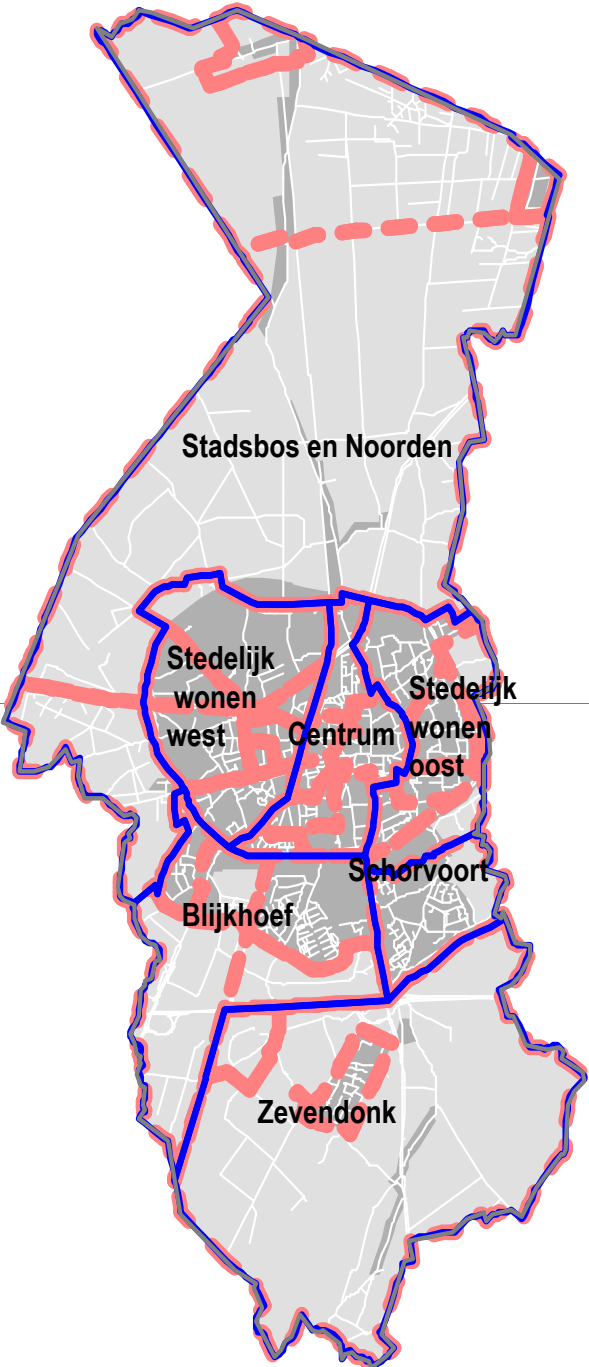 Stadsbos en Noorden
Stedelijk
wonen
west
Stedelijk
wonen
oost
Centrum
Schorvoort
Blijkhoef
Zevendonk